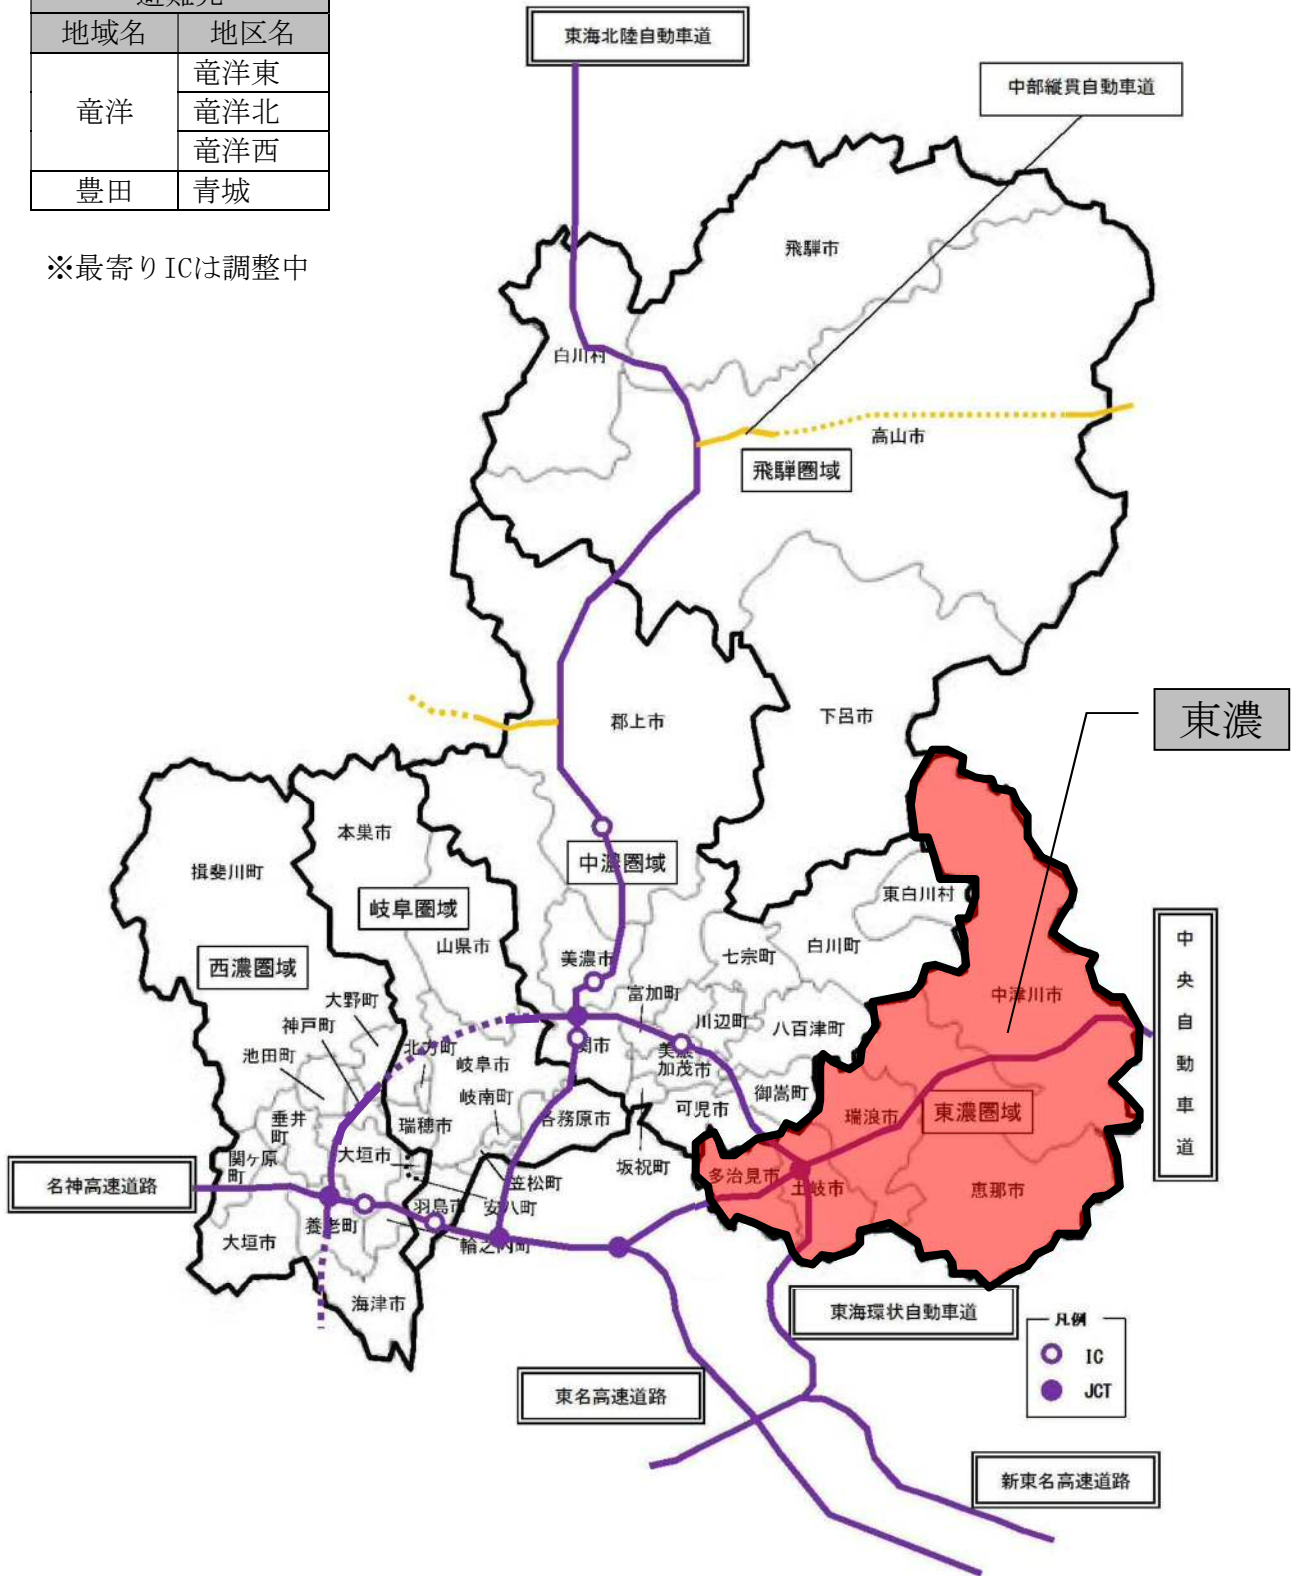 避難先
地域名 地区名
竜洋 竜洋東
竜洋北
竜洋西
豊田 青城
※最寄りICは調整中
東海北陸自動車道
中部縦貫自動車道
飛騨市
白川村
高山市
飛騨圏域
郡上市
下呂市
東濃
本巣市
揖斐川町
中濃圏域
岐阜圏域
東白川村
山県市
白川町
七宗町
美濃市
西濃圏域
富加町
中津川市
大野町
神戸町
川辺町
八百津町
北方町
関市
美濃
加茂市
池田町
岐阜市
御嵩町
岐南町
可児市
東濃圏域
瑞浪市
垂井
町
瑞穂市
各務原市
大垣市
関ヶ原
町
坂祝町
多治見市
笠松町
土岐市
恵那市
名神高速道路
羽島市
安八町
養老町
大垣市
輪之内町
中央自動車道
海津市
東海環状自動車道
凡例
IC
JCT
東名高速道路
新東名高速道路